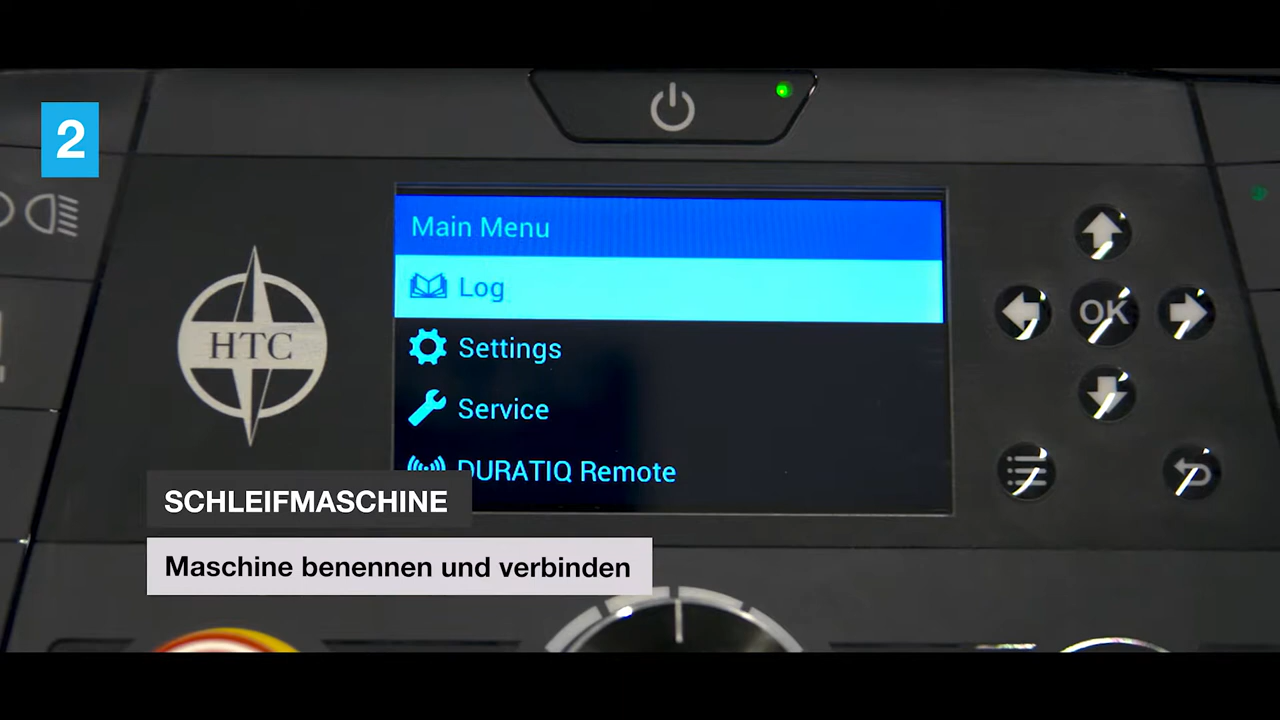 2
Main Menu
Log
HTC
OK
Settings
Service
DURATIQ Remote
SCHLEIFMASCHINE
Maschine benennen und verbinden